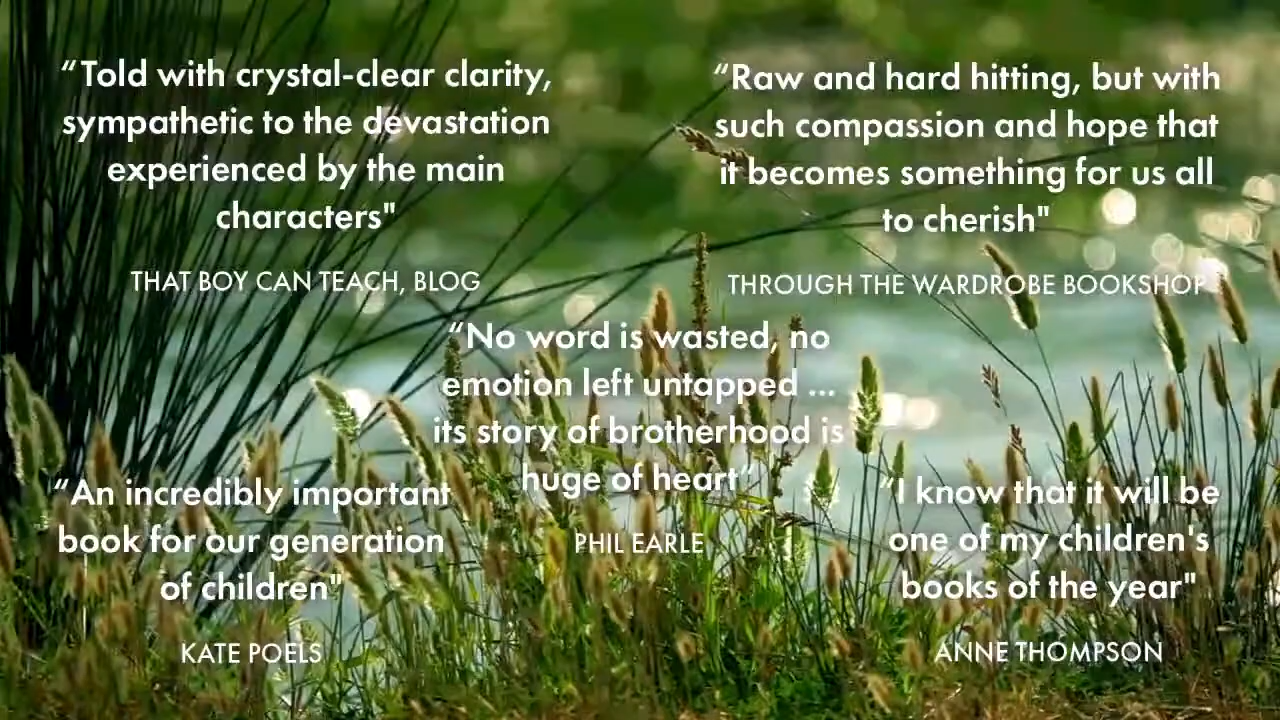 “Told with crystal-clear clarity,
sympathetic to the devastation
experienced by the main
characters"
THAT BOY CAN TEACH, BLOG
“Raw and hard hitting, but with
such compassion and hope that
it becomes something for us all
to cherish"
THROUGH THE WARDROBE BOOKSHOP
“No word is wasted, no
emotion left untapped ...
its story of brotherhood is
huge of heart“
PHIL EARLE
“An incredibly important
book for our generation
of children"
KATE POELS
“I know that it will be
one of my children's
books of the year"
ANNE THOMPSON